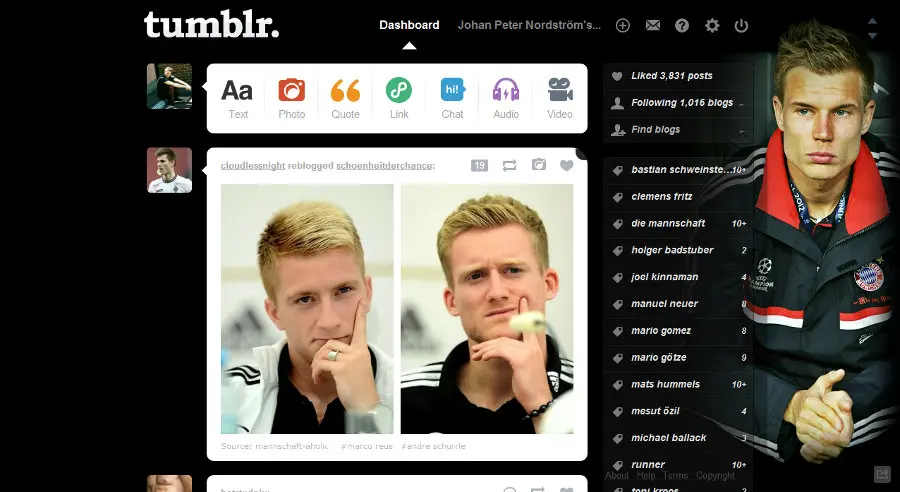 tumblr.
Dashboard
Johan Peter Nordström's...
Aa
Text
Photo
Quote
Link
hi!
Chat
Audio
Video
Liked 3,831 posts
Following 1,016 blogs
Find blogs
cloudlessnight reblogged schoenheitderchance:
19
Source: mannschaft-aholic #marco reus #andre schurrle
bastian schweinste... 10+
clemens fritz
die mannschaft 10+
holger badstuber 2
joel kinnaman 4
manuel neuer 8
mario gomez 8
mario götze 9
mats hummels 10+
mesut özil 4
michael ballack 3
runner 10+
About Help Terms Copyright
toni kroos 2